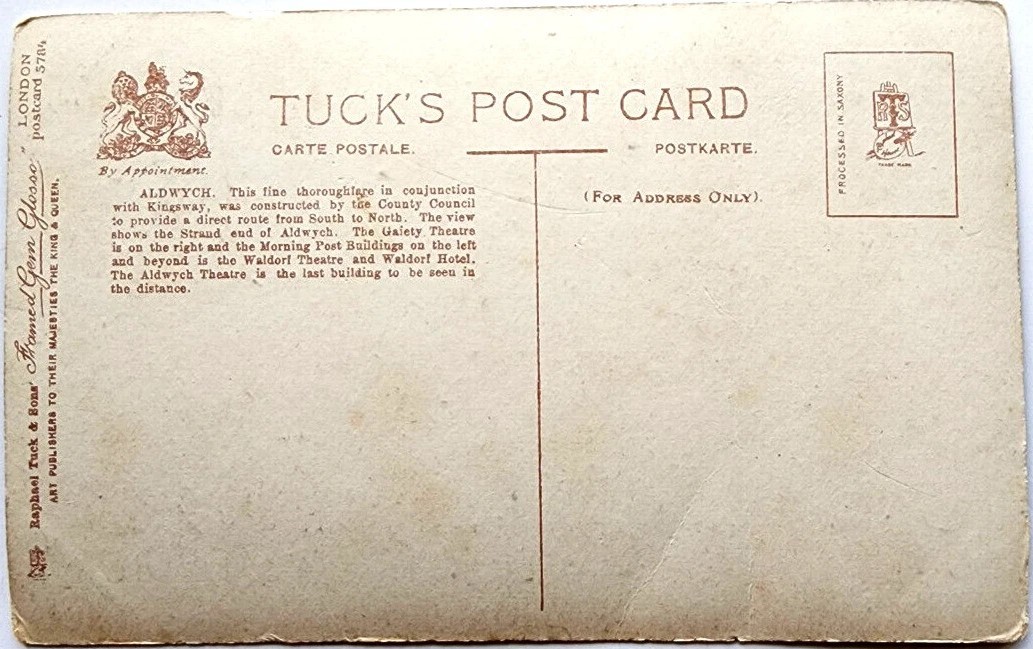 TUCK'S POST CARD
CARTE POSTALE.
POSTKARTE.
By Appointment.
ALDWYCH. This fine thoroughfare in conjunction
with Kingsway, was constructed by the County Council
to provide a direct route from South to North. The view
shows the Strand end of Aldwych. The Gaiety Theatre
is on the right and the Morning Post Buildings on the left
and beyond is the Waldorf Theatre and Waldorf Hotel.
The Aldwych Theatre is the last building to be seen in
the distance.
(FOR ADDRESS ONLY).
PROCESSED IN SAXONY
TRADE MARK
Raphael Tuck & Sons' Framed Gem Glosso " LONDON
postcard 5784
ART PUBLISHERS TO THEIR MAJESTIES THE KING & QUEEN.